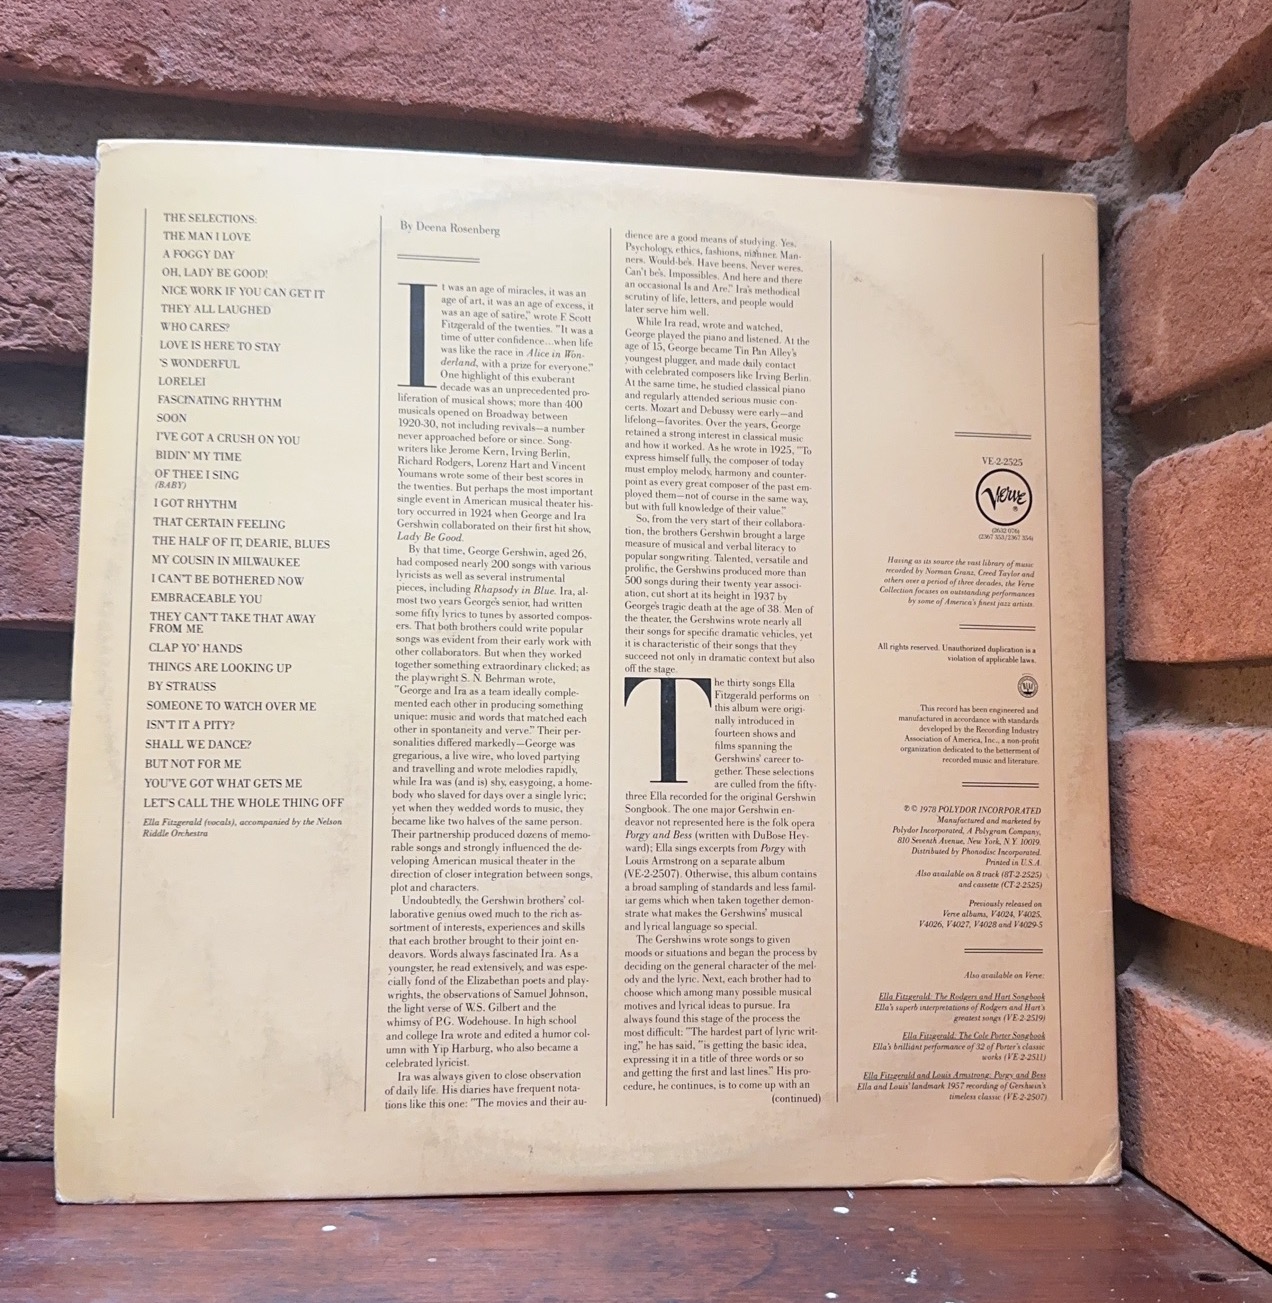 THE SELECTIONS:
THE MAN I LOVE
A FOGGY DAY
OH, LADY BE GOOD!
NICE WORK IF YOU CAN GET IT
THEY ALL LAUGHED
WHO CARES?
LOVE IS HERE TO STAY
'S WONDERFUL
LORELEI
FASCINATING RHYTHM
SOON
I'VE GOT A CRUSH ON YOU
BIDIN' MY TIME
OF THEE I SING
(BABY)
I GOT RHYTHM
THAT CERTAIN FEELING
THE HALF OF IT, DEARIE, BLUES
MY COUSIN IN MILWAUKEE
I CAN'T BE BOTHERED NOW
EMBRACEABLE YOU
THEY CAN'T TAKE THAT AWAY
FROM ME
CLAP YO' HANDS
THINGS ARE LOOKING UP
BY STRAUSS
SOMEONE TO WATCH OVER ME
ISN'T IT A PITY?
SHALL WE DANCE?
BUT NOT FOR ME
YOU'VE GOT WHAT GETS ME
LET'S CALL THE WHOLE THING OFF
Ella Fitzgerald (vocals), accompanied by the Nelson
Riddle Orchestra
By Deena Rosenberg
It was an age of miracles, it was an
age of art, it was an age of excess, it
was an age of satire," wrote F. Scott
Fitzgerald of the twenties. "It was a
time of utter confidence...when life
was like the race in Alice in Won-
derland, with a prize for everyone."
One highlight of this exuberant
decade was an unprecedented pro-
liferation of musical shows; more than 400
musicals opened on Broadway between
1920-30, not including revivals—a number
never approached before or since. Song-
writers like Jerome Kern, Irving Berlin,
Richard Rodgers, Lorenz Hart and Vincent
Youmans wrote some of their best scores in
the twenties. But perhaps the most important
single event in American musical theater his-
tory occurred in 1924 when George and Ira
Gershwin collaborated on their first hit show,
Lady Be Good.
By that time, George Gershwin, aged 26,
had composed nearly 200 songs with various
lyricists as well as several instrumental
pieces, including Rhapsody in Blue. Ira, al-
most two years George's senior, had written
some fifty lyrics to tunes by assorted compos-
ers. That both brothers could write popular
songs was evident from their early work with
other collaborators. But when they worked
together something extraordinary clicked; as
the playwright S. N. Behrman wrote,
"George and Ira as a team ideally comple-
mented each other in producing something
unique: music and words that matched each
other in spontaneity and verve." Their per-
sonalities differed markedly—George was
gregarious, a live wire, who loved partying
and travelling and wrote melodies rapidly,
while Ira was (and is) shy, easygoing, a home-
body who slaved for days over a single lyric;
yet when they wedded words to music, they
became like two halves of the same person.
Their partnership produced dozens of memo-
rable songs and strongly influenced the de-
veloping American musical theater in the
direction of closer integration between songs,
plot and characters.
Undoubtedly, the Gershwin brothers' col-
laborative genius owed much to the rich as-
sortment of interests, experiences and skills
that each brother brought to their joint en-
deavors. Words always fascinated Ira. As a
youngster, he read extensively, and was espe-
cially fond of the Elizabethan poets and play-
wrights, the observations of Samuel Johnson,
the light verse of W.S. Gilbert and the
whimsy of P.G. Wodehouse. In high school
and college Ira wrote and edited a humor col-
umn with Yip Harburg, who also became a
celebrated lyricist.
Ira was always given to close observation
of daily life. His diaries have frequent nota-
tions like this one: "The movies and their au-
dience are a good means of studying. Yes.
Psychology, ethics, fashions, manner. Man-
ners. Would-be's. Have beens. Never weres.
Can't be's. Impossibles. And here and there
an occasional Is and Are." Ira's methodical
scrutiny of life, letters, and people would
later serve him well.
While Ira read, wrote and watched,
George played the piano and listened. At the
age of 15, George became Tin Pan Alley's
youngest plugger, and made daily contact
with celebrated composers like Irving Berlin.
At the same time, he studied classical piano
and regularly attended serious music con-
certs. Mozart and Debussy were early—and
lifelong—favorites. Over the years, George
retained a strong interest in classical music
and how it worked. As he wrote in 1925, "To
express himself fully, the composer of today
must employ melody, harmony and counter-
point as every great composer of the past em-
ployed them—not of course in the same way,
but with full knowledge of their value."
So, from the very start of their collabora-
tion, the brothers Gershwin brought a large
measure of musical and verbal literacy to
popular songwriting. Talented, versatile and
prolific, the Gershwins produced more than
500 songs during their twenty year associ-
ation, cut short at its height in 1937 by
George's tragic death at the age of 38. Men of
the theater, the Gershwins wrote nearly all
their songs for specific dramatic vehicles, yet
it is characteristic of their songs that they
succeed not only in dramatic context but also
off the stage.
The thirty songs Ella
Fitzgerald performs on
this album were origi-
nally introduced in
fourteen shows and
films spanning the
Gershwins' career to-
gether. These selections
are culled from the fifty-
three Ella recorded for the original Gershwin
Songbook. The one major Gershwin en-
deavor not represented here is the folk opera
Porgy and Bess (written with DuBose Hey-
ward); Ella sings excerpts from Porgy with
Louis Armstrong on a separate album
(VE-2-2507). Otherwise, this album contains
a broad sampling of standards and less famil-
iar gems which when taken together demon-
strate what makes the Gershwins' musical
and lyrical language so special.
The Gershwins wrote songs to given
moods or situations and began the process by
deciding on the general character of the mel-
ody and the lyric. Next, each brother had to
choose which among many possible musical
motives and lyrical ideas to pursue. Ira
always found this stage of the process the
most difficult: "The hardest part of lyric writ-
ing," he has said, "is getting the basic idea,
expressing it in a title of three words or so
and getting the first and last lines." His pro-
cedure, he continues, is to come up with an
(continued)
VE-2-2525
Verve
®
(2632 078)
(2367 353/2367 354)
Having as its source the vast library of music
recorded by Norman Granz, Creed Taylor and
others over a period of three decades, the Verve
Collection focuses on outstanding performances
by some of America's finest jazz artists.
All rights reserved. Unauthorized duplication is a
violation of applicable laws.
This record has been engineered and
manufactured in accordance with standards
developed by the Recording Industry
Association of America, Inc., a non-profit
organization dedicated to the betterment of
recorded music and literature.
℗ © 1978 POLYDOR INCORPORATED
Manufactured and marketed by
Polydor Incorporated, A Polygram Company,
810 Seventh Avenue, New York, N.Y. 10019.
Distributed by Phonodisc Incorporated.
Printed in U.S.A.
Also available on 8 track (8T-2-2525)
and cassette (CT-2-2525)
Previously released on
Verve albums, V4024, V4025,
V4026, V4027, V4028 and V4029-5
Also available on Verve:
Ella Fitzgerald: The Rodgers and Hart Songbook
Ella's superb interpretations of Rodgers and Hart's
greatest songs (VE-2-2519)
Ella Fitzgerald: The Cole Porter Songbook
Ella's brilliant performance of 32 of Porter's classic
works (VE-2-2511)
Ella Fitzgerald and Louis Armstrong: Porgy and Bess
Ella and Louis' landmark 1957 recording of Gershwin's
timeless classic (VE-2-2507)